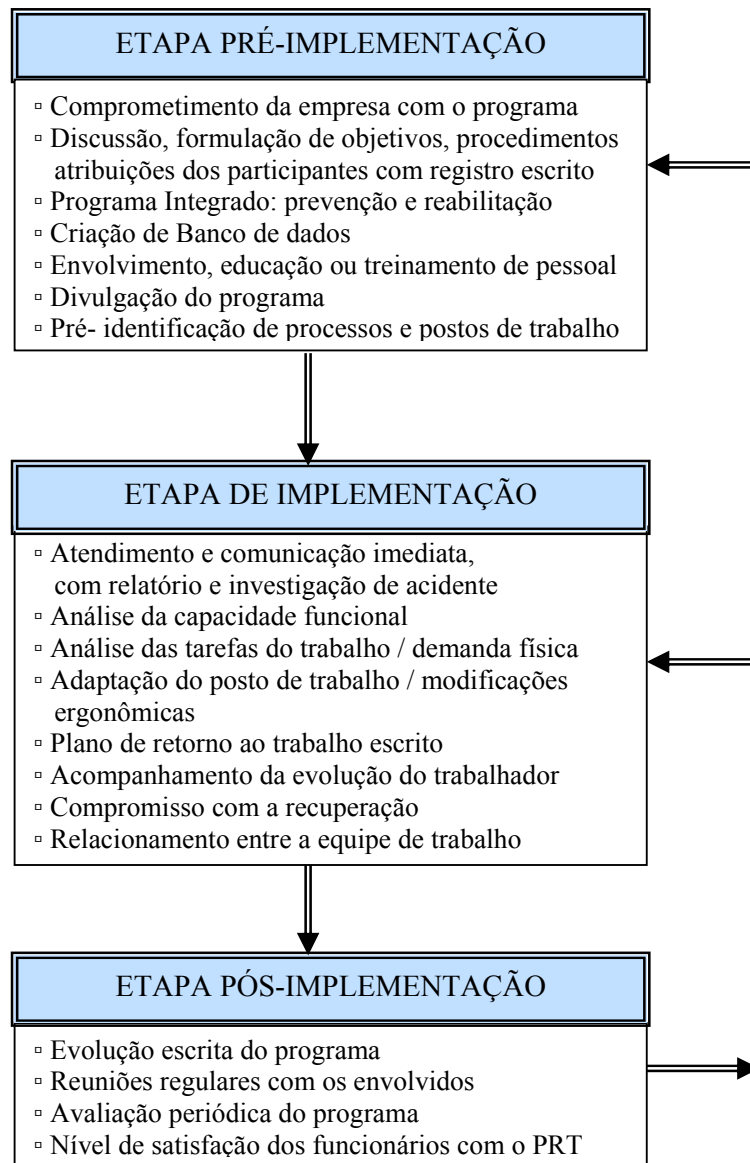 ETAPA PRÉ-IMPLEMENTAÇÃO
▫ Comprometimento da empresa com o programa
▫ Discussão, formulação de objetivos, procedimentos
atribuições dos participantes com registro escrito
▫ Programa Integrado: prevenção e reabilitação
▫ Criação de Banco de dados
▫ Envolvimento, educação ou treinamento de pessoal
▫ Divulgação do programa
▫ Pré- identificação de processos e postos de trabalho
ETAPA DE IMPLEMENTAÇÃO
▫ Atendimento e comunicação imediata,
com relatório e investigação de acidente
▫ Análise da capacidade funcional
▫ Análise das tarefas do trabalho / demanda física
▫ Adaptação do posto de trabalho / modificações
ergonômicas
▫ Plano de retorno ao trabalho escrito
▫ Acompanhamento da evolução do trabalhador
▫ Compromisso com a recuperação
▫ Relacionamento entre a equipe de trabalho
ETAPA PÓS-IMPLEMENTAÇÃO
▫ Evolução escrita do programa
▫ Reuniões regulares com os envolvidos
▫ Avaliação periódica do programa
▫ Nível de satisfação dos funcionários com o PRT